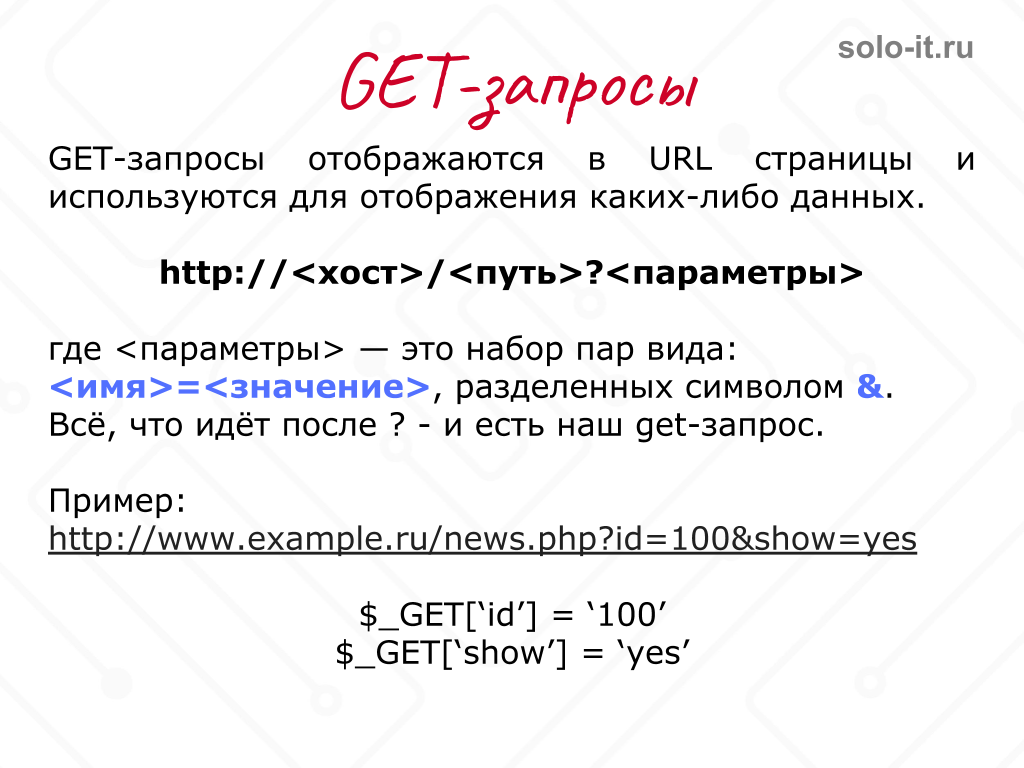 solo-it.ru
GET-запросы
GET-запросы отображаются в URL страницы и
используются для отображения каких-либо данных.
http://<хост>/<путь>?<параметры>
где <параметры> — это набор пар вида:
<имя>=<значение>, разделенных символом &.
Всё, что идёт после ? - и есть наш get-запрос.
Пример:
http://www.example.ru/news.php?id=100&show=yes
$_GET[‘id’] = ‘100’
$_GET[‘show’] = ‘yes’